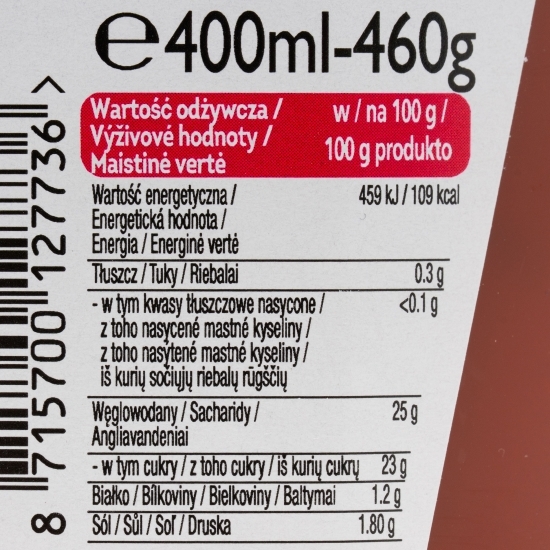 e400ml-460g
Wartość odżywcza / w / na 100 g /
Výživové hodnoty / 100 g produkto
Maistinė vertė
Wartość energetyczna / 459 kJ / 109 kcal
Energetická hodnota /
Energia / Energinė vertė
Tłuszcz / Tuky / Riebalai 0.3 g
- w tym kwasy tłuszczowe nasycone / <0.1 g
z toho nasycené mastné kyseliny /
z toho nasýtené mastné kyseliny /
iš kurių sočiųjų riebalų rūgščių
Węglowodany / Sacharidy / 25 g
Angliavandeniai
- w tym cukry / z toho cukry / iš kurių cukrų 23 g
Białko / Bílkoviny / Bielkoviny / Baltymai 1.2 g
Sól / Sůl / Soľ / Druska 1.80 g
8 715700 127736 >